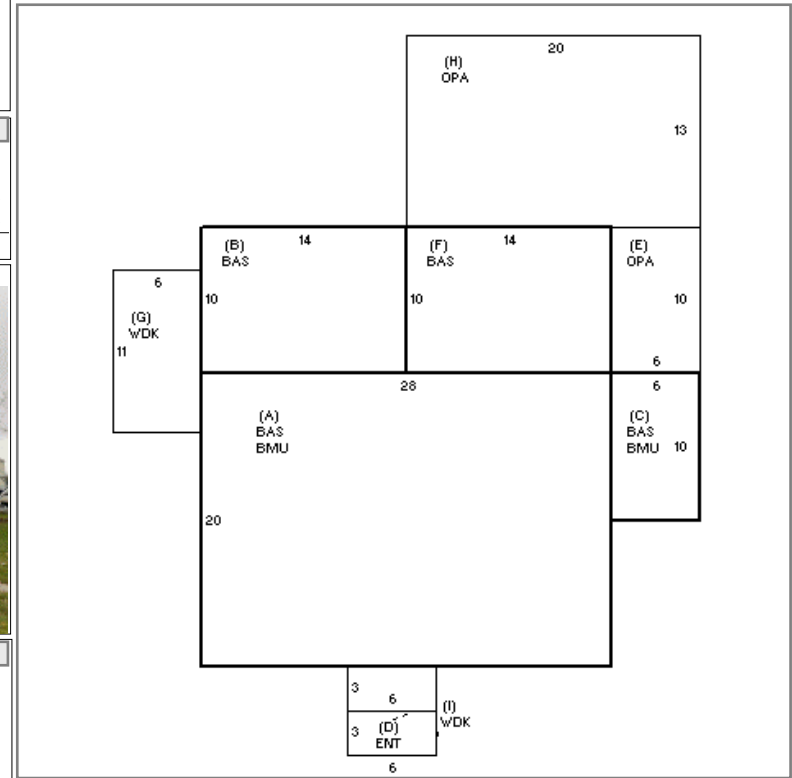 20
(H)
OPA
13
(B)
BAS
14
(F)
BAS
14
(E)
OPA
6
10
10
10
(G)
WDK
11
6
28
6
(A)
BAS
BMU
(C)
BAS
BMU
10
20
3
6
(I)
WDK
3
(D)
ENT
6